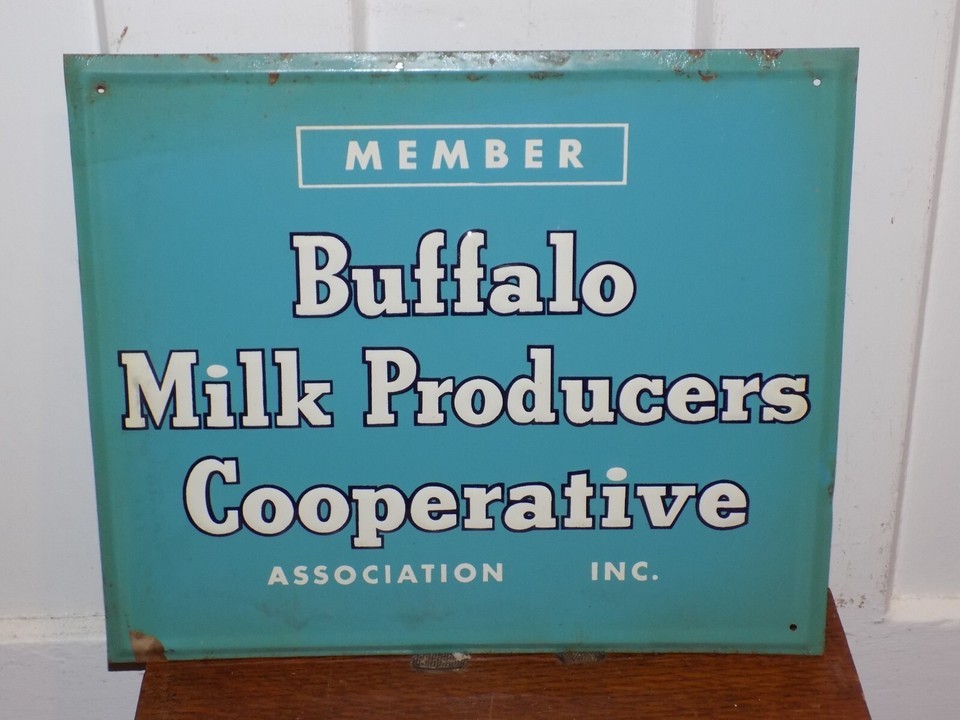 MEMBER
Buffalo
Milk Producers
Cooperative
ASSOCIATION INC.